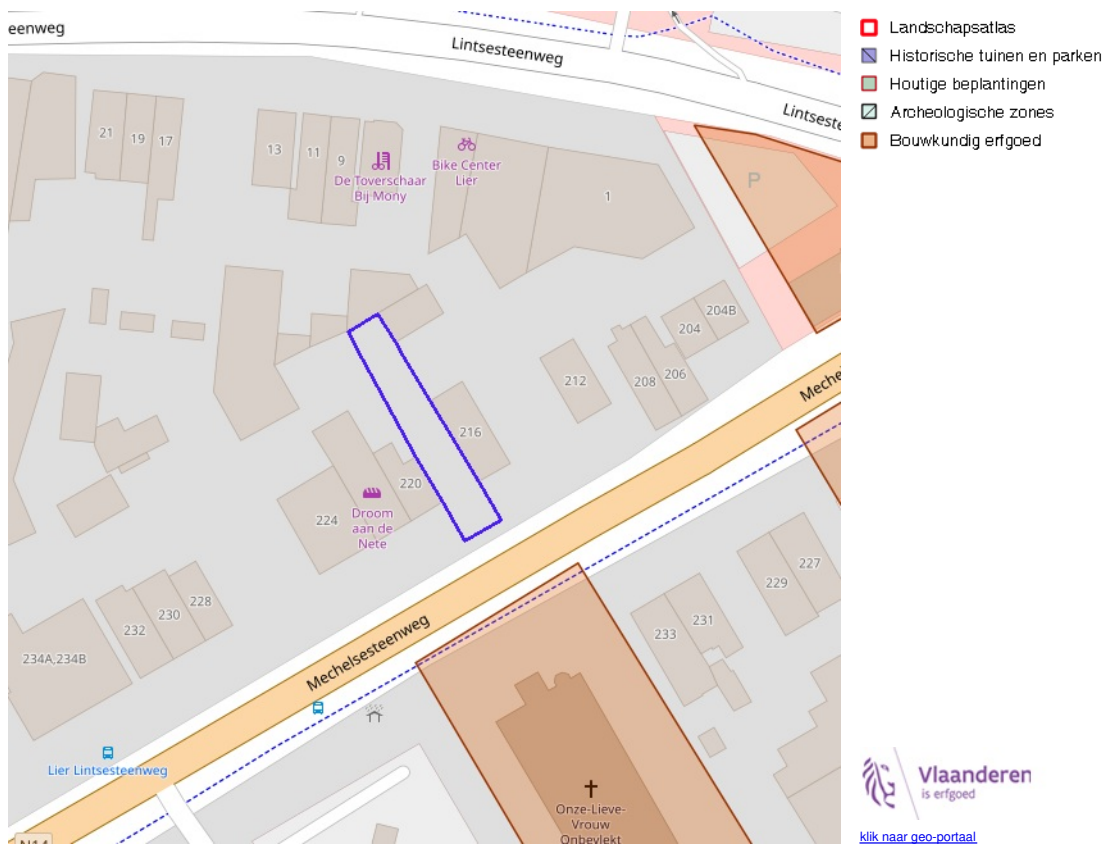 eenweg
Lintsesteenweg
Lintseste
21
19
17
13
11
9
De Toverschaar
Bij Mony
Bike Center
Lier
1
P
204B
204
206
208
212
216
220
224
Droom
aan de
Nete
Meche
228
230
232
234A,234B
Mechelsesteenweg
227
229
231
233
Lier Lintsesteenweg
Onze-Lieve-
Vrouw
Onbevlekt
N14
Landschapsatlas
Historische tuinen en parken
Houtige beplantingen
Archeologische zones
Bouwkundig erfgoed
Vlaanderen
is erfgoed
klik naar geo-portaal